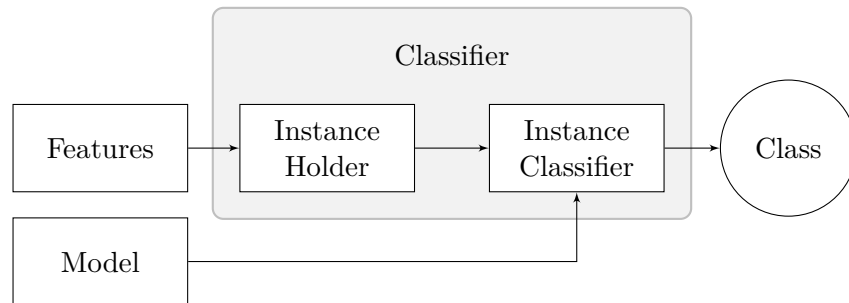 Classifier
Features
Instance
Holder
Instance
Classifier
Class
Model